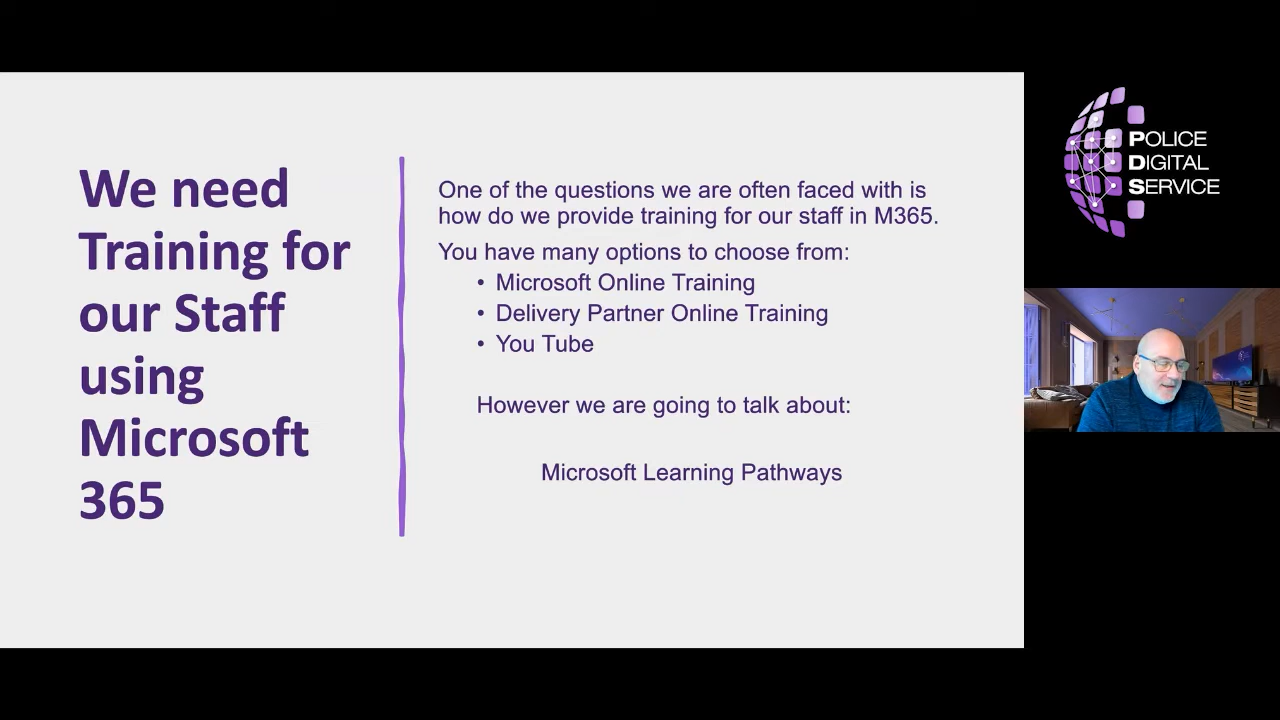 We need
Training for
our Staff
using
Microsoft
365
One of the questions we are often faced with is
how do we provide training for our staff in M365.
You have many options to choose from:
• Microsoft Online Training
• Delivery Partner Online Training
• You Tube
However we are going to talk about:
Microsoft Learning Pathways
POLICE
DIGITAL
SERVICE